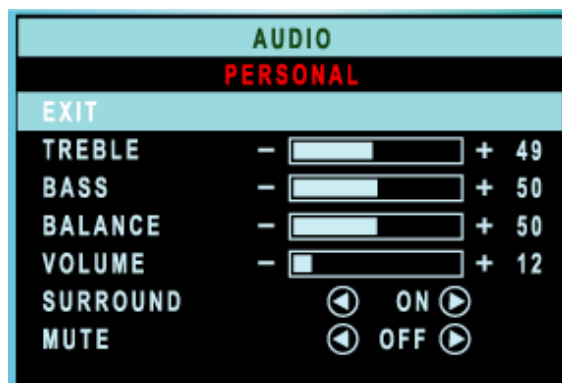 AUDIO
PERSONAL
EXIT
TREBLE - + 49
BASS - + 50
BALANCE - + 50
VOLUME - + 12
SURROUND ON
MUTE OFF